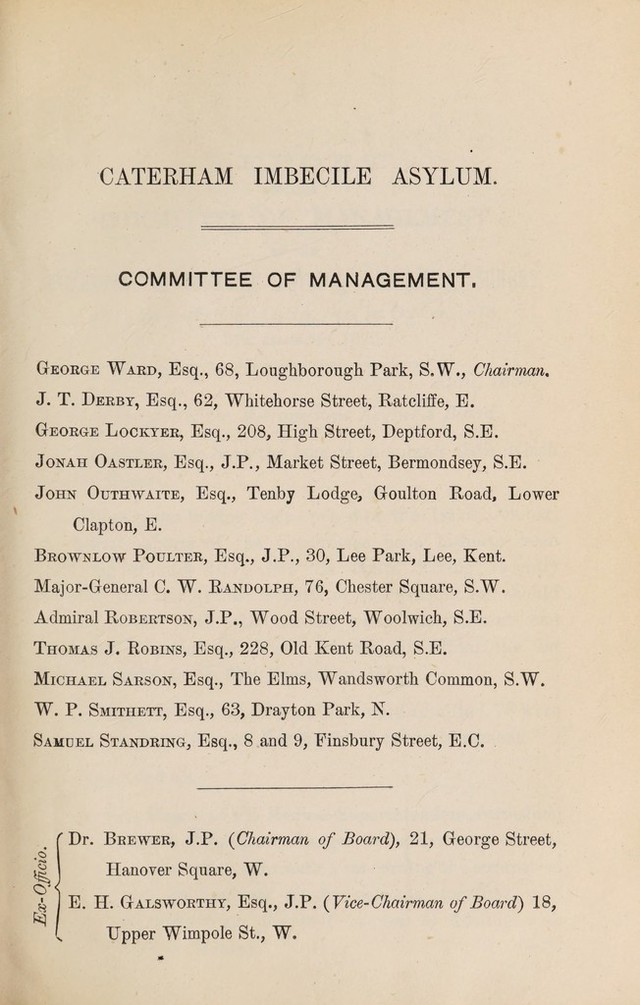 CATERHAM IMBECILE ASYLUM.
COMMITTEE OF MANAGEMENT.
GEORGE WARD, Esq., 68, Loughborough Park, S.W., Chairman.
J. T. DERBY, Esq., 62, Whitehorse Street, Ratcliffe, E.
GEORGE LOCKYER, Esq., 208, High Street, Deptford, S.E.
JONAH OASTLER, Esq., J.P., Market Street, Bermondsey, S.E.
JOHN OUTHWAITE, Esq., Tenby Lodge, Goulton Road, Lower
Clapton, E.
BROWNLOW POULTER, Esq., J.P., 30, Lee Park, Lee, Kent.
Major-General C. W. RANDOLPH, 76, Chester Square, S.W.
Admiral ROBERTSON, J.P., Wood Street, Woolwich, S.E.
THOMAS J. ROBINS, Esq., 228, Old Kent Road, S.E.
MICHAEL SARSON, Esq., The Elms, Wandsworth Common, S.W.
W. P. SMITHETT, Esq., 63, Drayton Park, N.
SAMUEL STANDRING, Esq., 8 and 9, Finsbury Street, E.C.
Ex-Officio.
Dr. BREWER, J.P. (Chairman of Board), 21, George Street,
Hanover Square, W.
E. H. GALSWORTHY, Esq., J.P. (Vice-Chairman of Board) 18,
Upper Wimpole St., W.